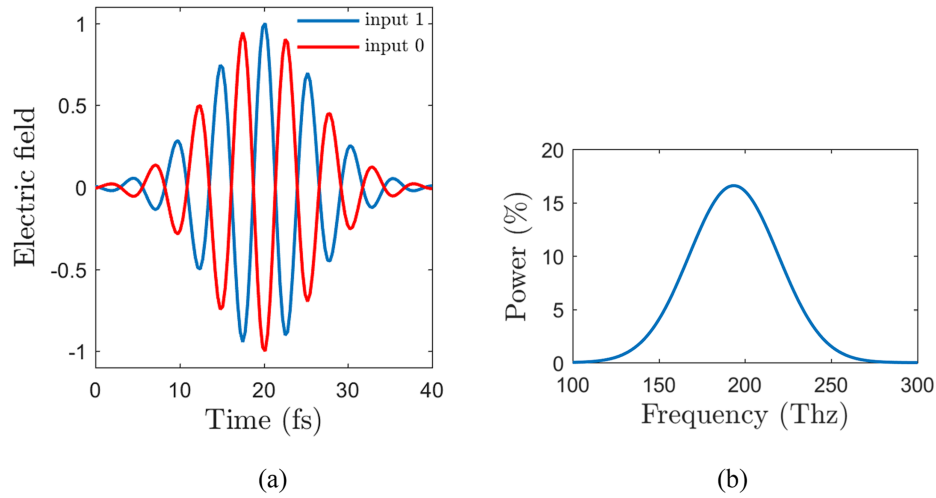 1
0.5
0
-0.5
-1
Electric field
input 1
input 0
0
10
20
30
40
Time (fs)
(a)
20
15
10
5
0
Power (%)
100
150
200
250
300
Frequency (Thz)
(b)